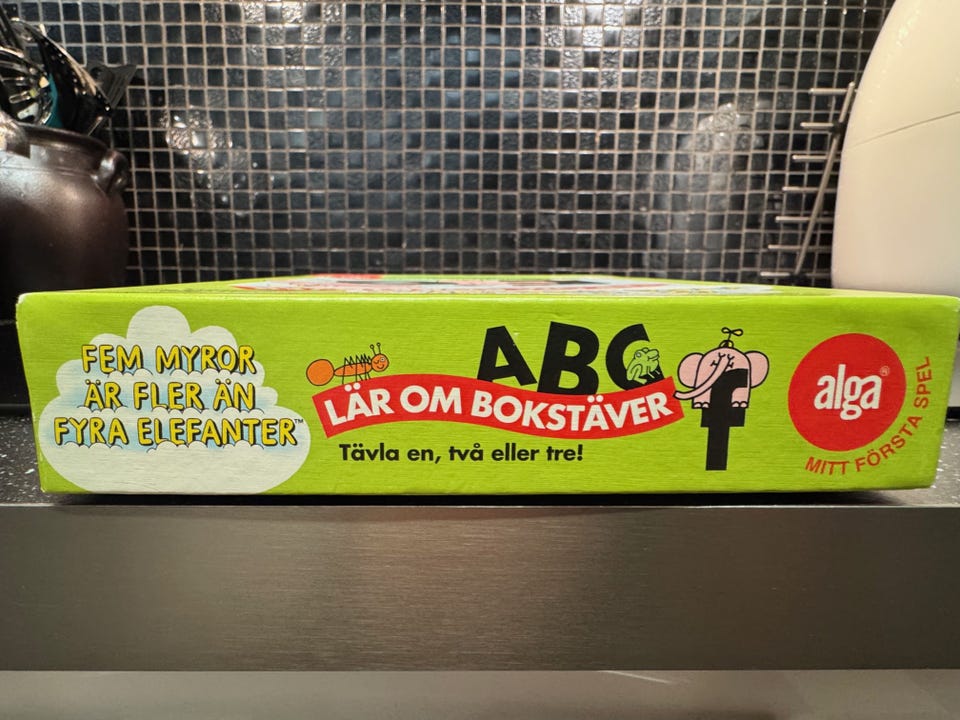 FEM MYROR
ÄR FLER ÄN
FYRA ELEFANTER™
ABC
LÄR OM BOKSTÄVER
Tävla en, två eller tre!
f
alga®
MITT FÖRSTA SPEL